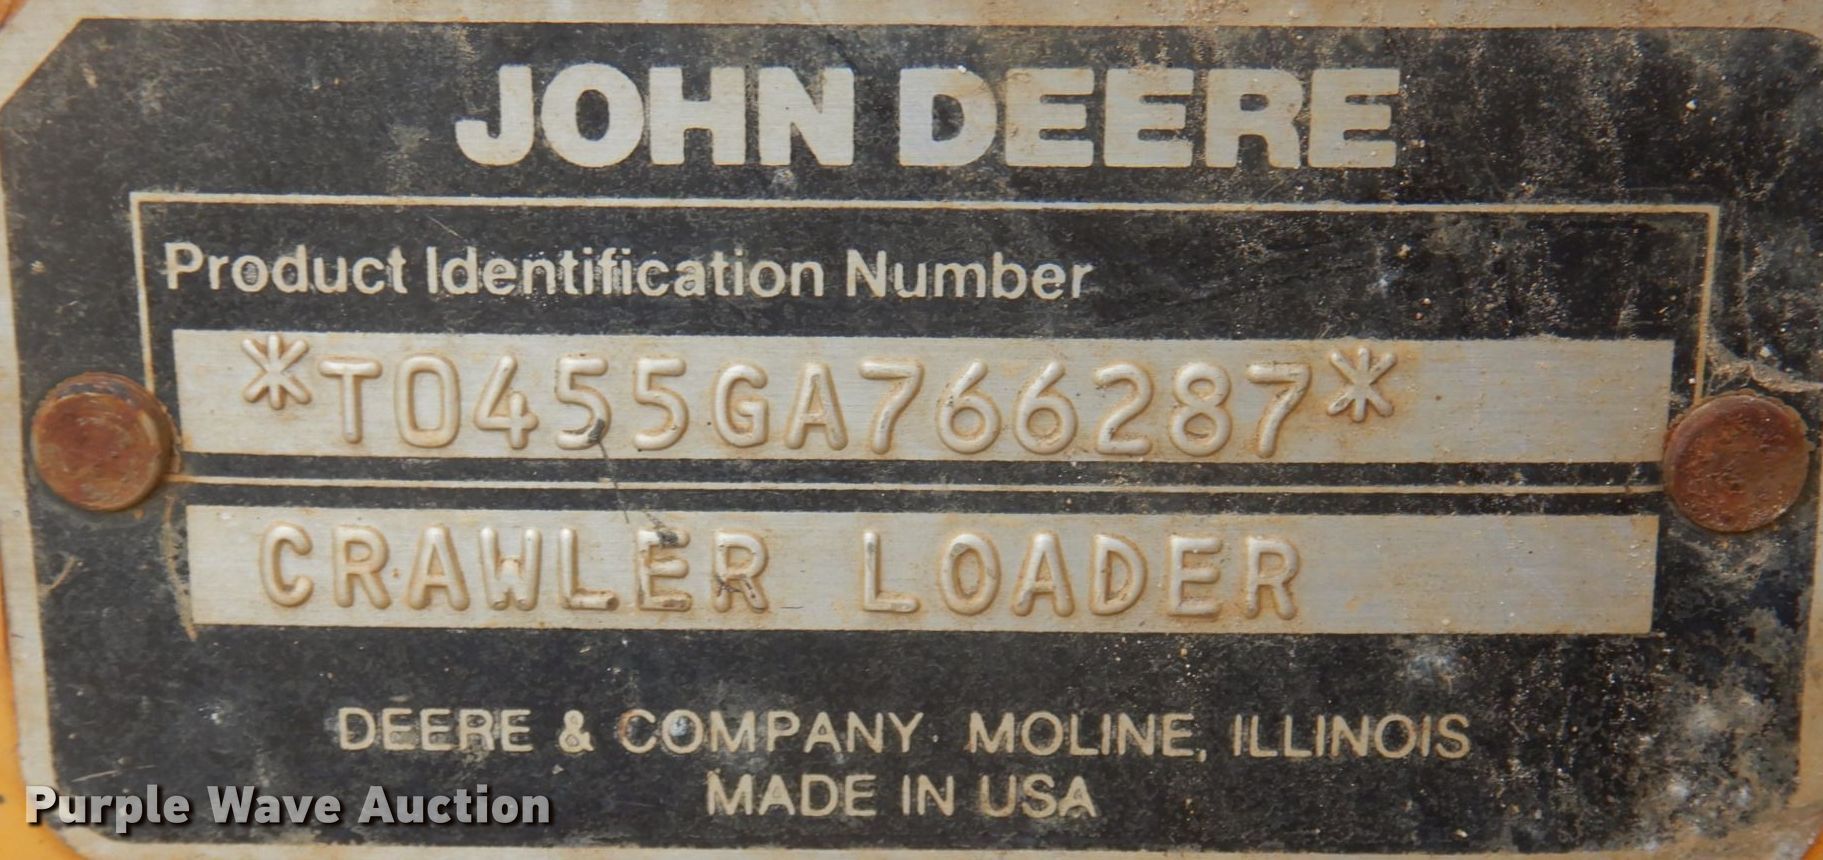 JOHN DEERE
Product Identification Number
*T0455GA766287*
CRAWLER LOADER
DEERE & COMPANY MOLINE, ILLINOIS
MADE IN USA
Purple Wave Auction